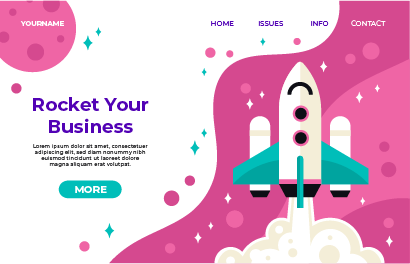 YOURNAME
HOME ISSUES INFO CONTACT
Rocket Your
Business
Lorem ipsum dolor sit amet, consectetuer
adipiscing elit, sed diam nonummy nibh
euismod tincidunt ut laoreet dolore
magna aliquam erat volutpat.
MORE